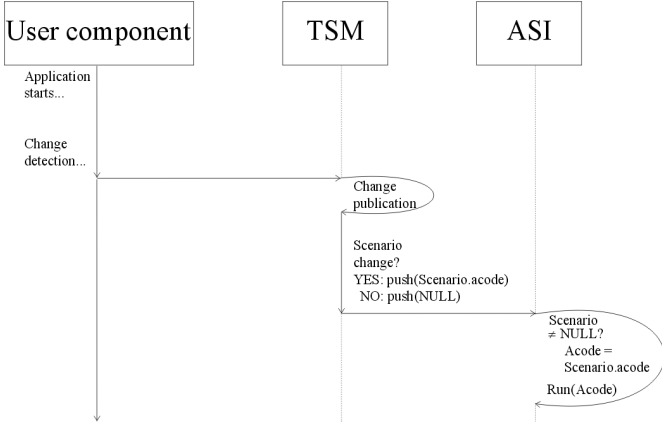 User component
TSM
ASI
Application
starts...
Change
detection...
Change
publication
Scenario
change?
YES: push(Scenario.acode)
NO: push(NULL)
Scenario
≠ NULL?
Acode =
Scenario.acode
Run(Acode)